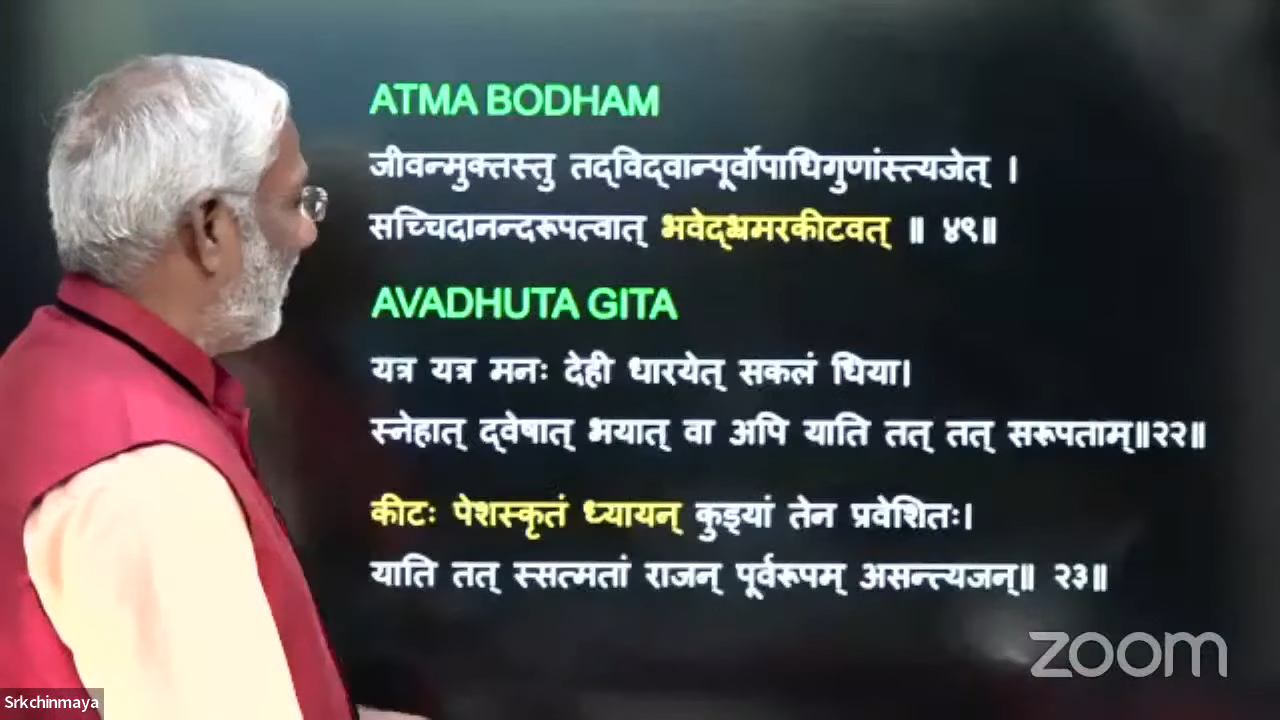 ATMA BODHAM
जीवन्मुक्तस्तु तद्‌विद्‌वान्पूर्वोपाधिगुणांस्त्यजेत् ।
सच्चिदानन्दरूपत्वात् भवेद्‌भ्रमरकीटवत् ॥ ४९॥
AVADHUTA GITA
यत्र यत्र मनः देही धारयेत् सकलं धिया।
स्नेहात् द्‌वेषात् भयात् वा अपि याति तत् तत् सरूपताम्॥२२॥
कीटः पेशस्कृतं ध्यायन् कुड्यां तेन प्रवेशितः।
याति तत् स्सत्मतां राजन् पूर्वरूपम् असन्त्यजन्॥ २३॥
zoom
Srkchinmaya